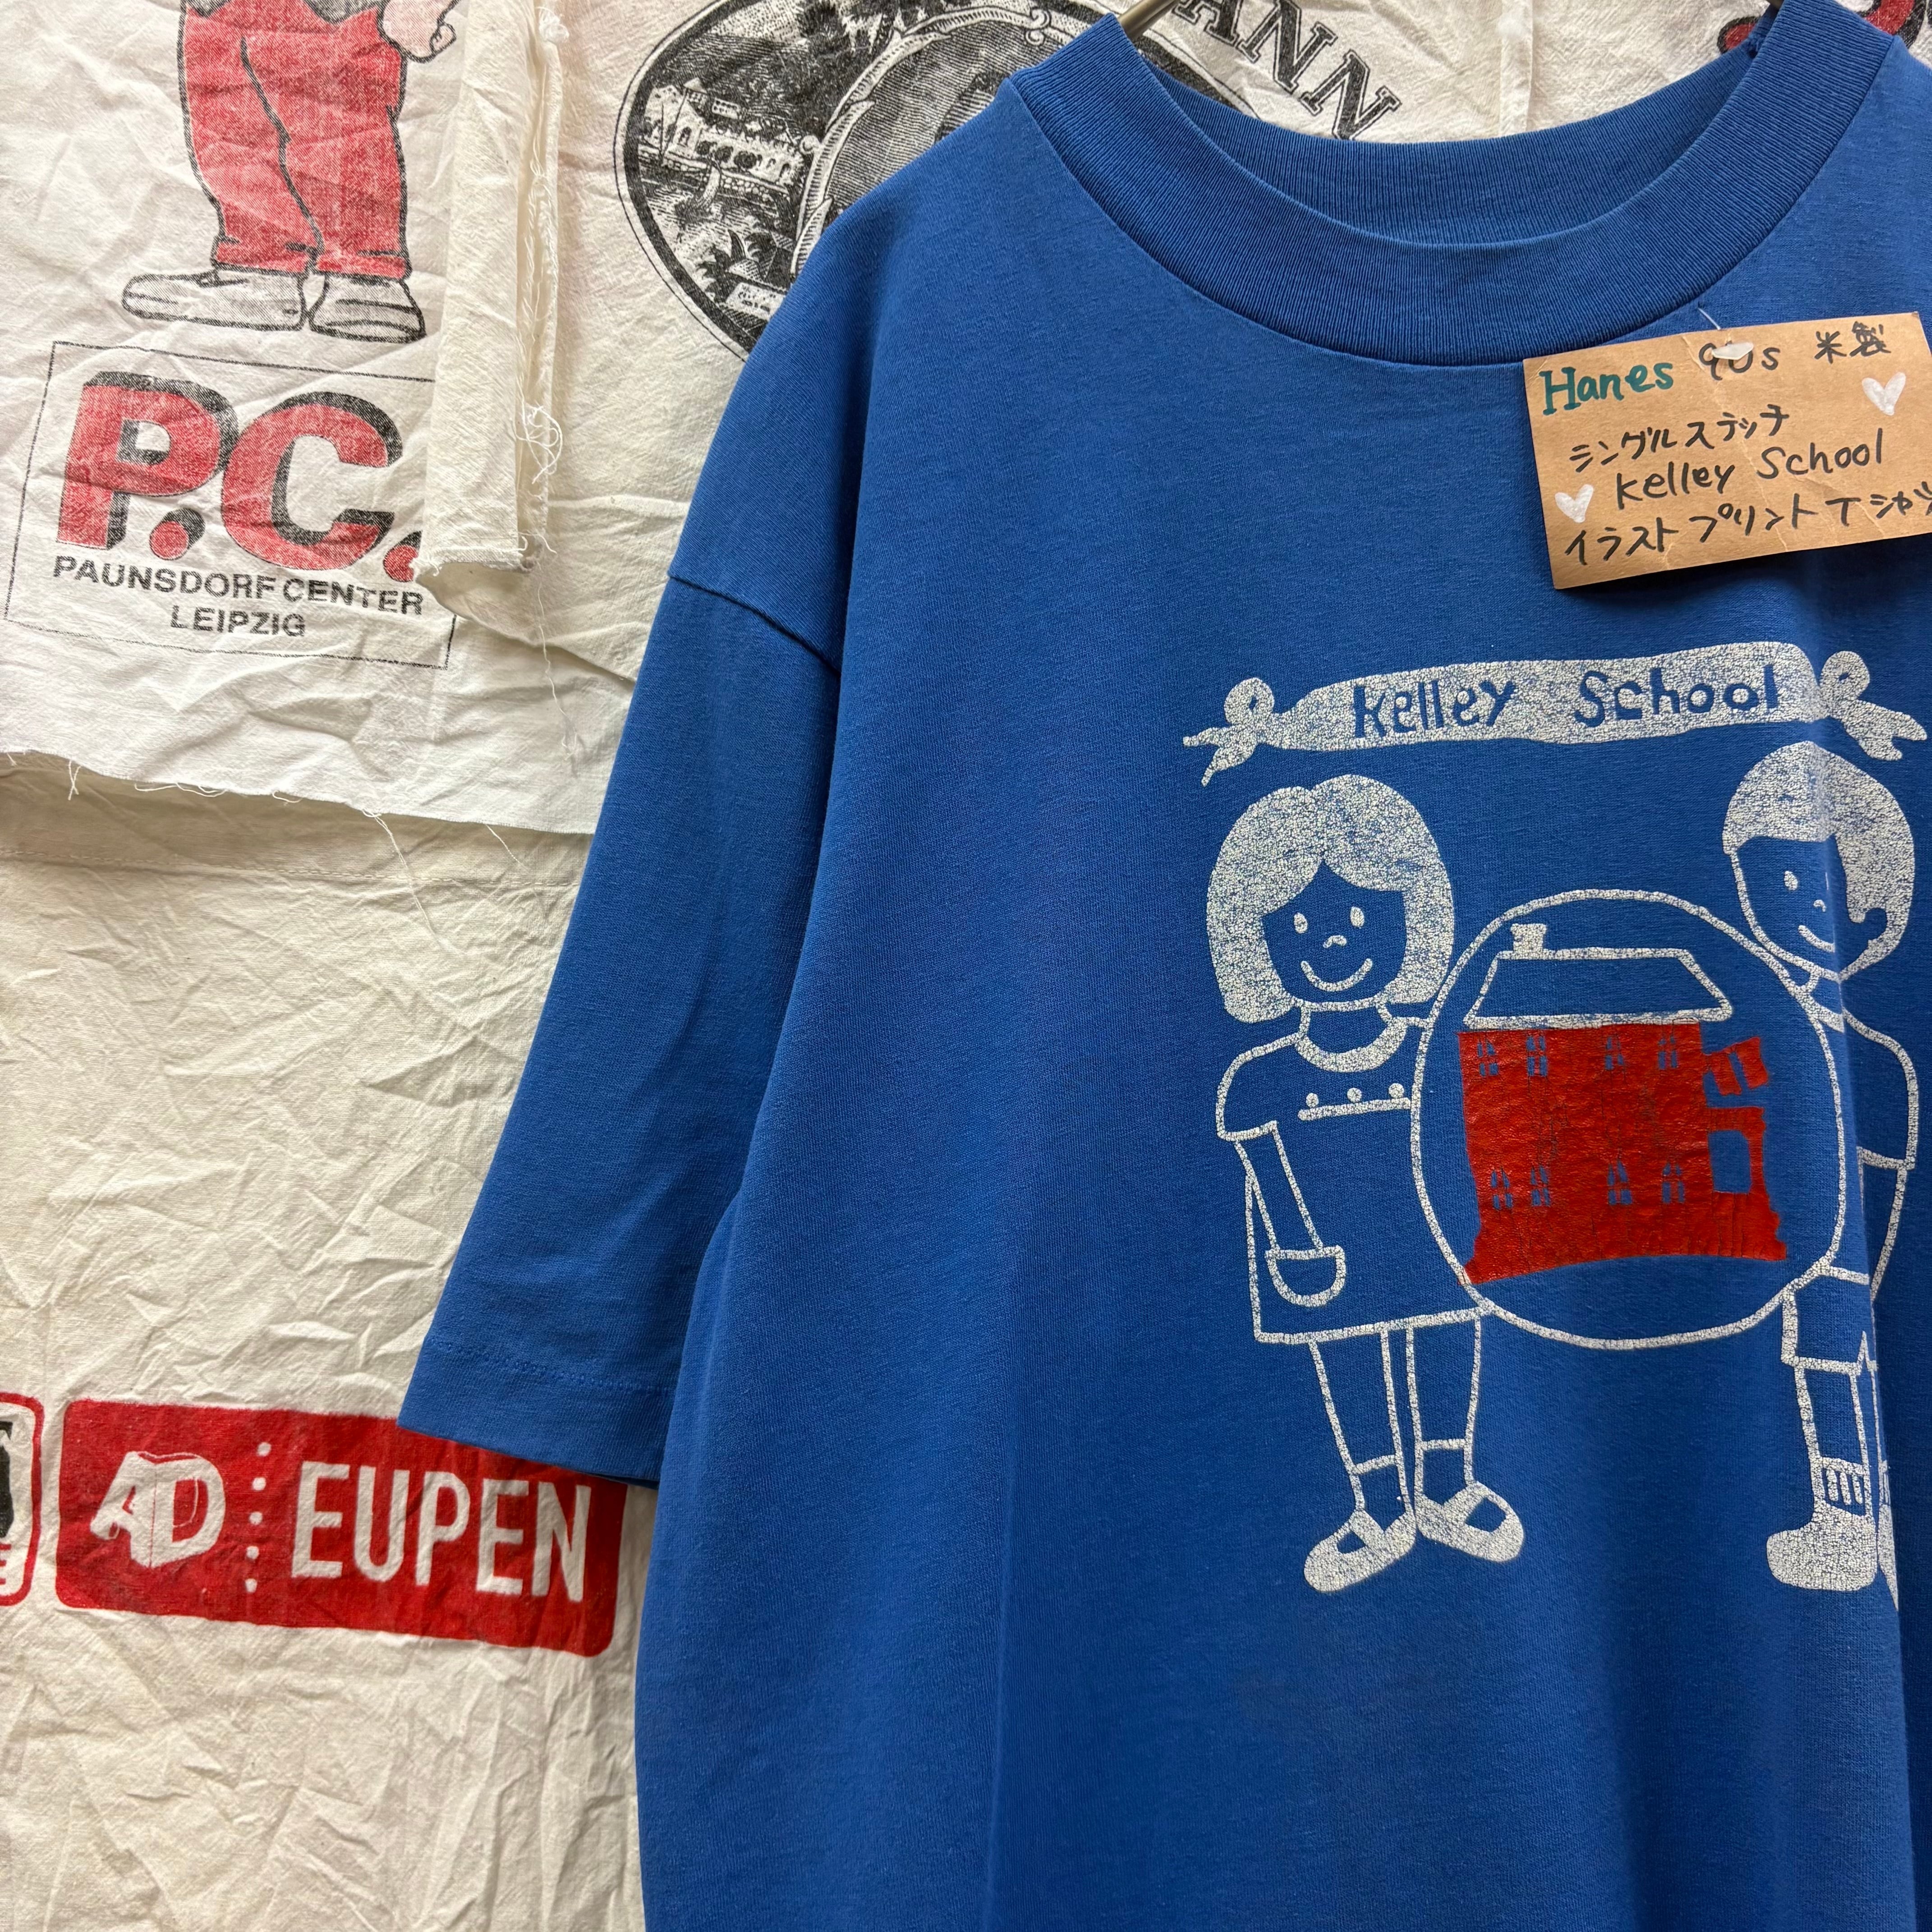 ANN
P.C.
PAUNSDORF CENTER
LEIPZIG
Hanes 90s 米製
シングルステッチ
Kelley School
イラストプリントTシャツ
Kelley School
AD EUPEN